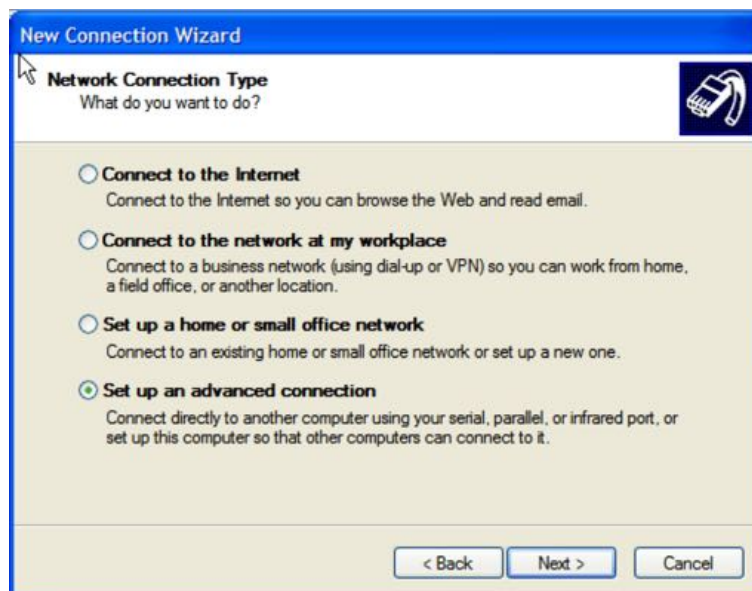 New Connection Wizard
Network Connection Type
What do you want to do?
Connect to the Internet
Connect to the Internet so you can browse the Web and read email.
Connect to the network at my workplace
Connect to a business network (using dial-up or VPN) so you can work from home,
a field office, or another location.
Set up a home or small office network
Connect to an existing home or small office network or set up a new one.
Set up an advanced connection
Connect directly to another computer using your serial, parallel, or infrared port, or
set up this computer so that other computers can connect to it.
< Back Next > Cancel